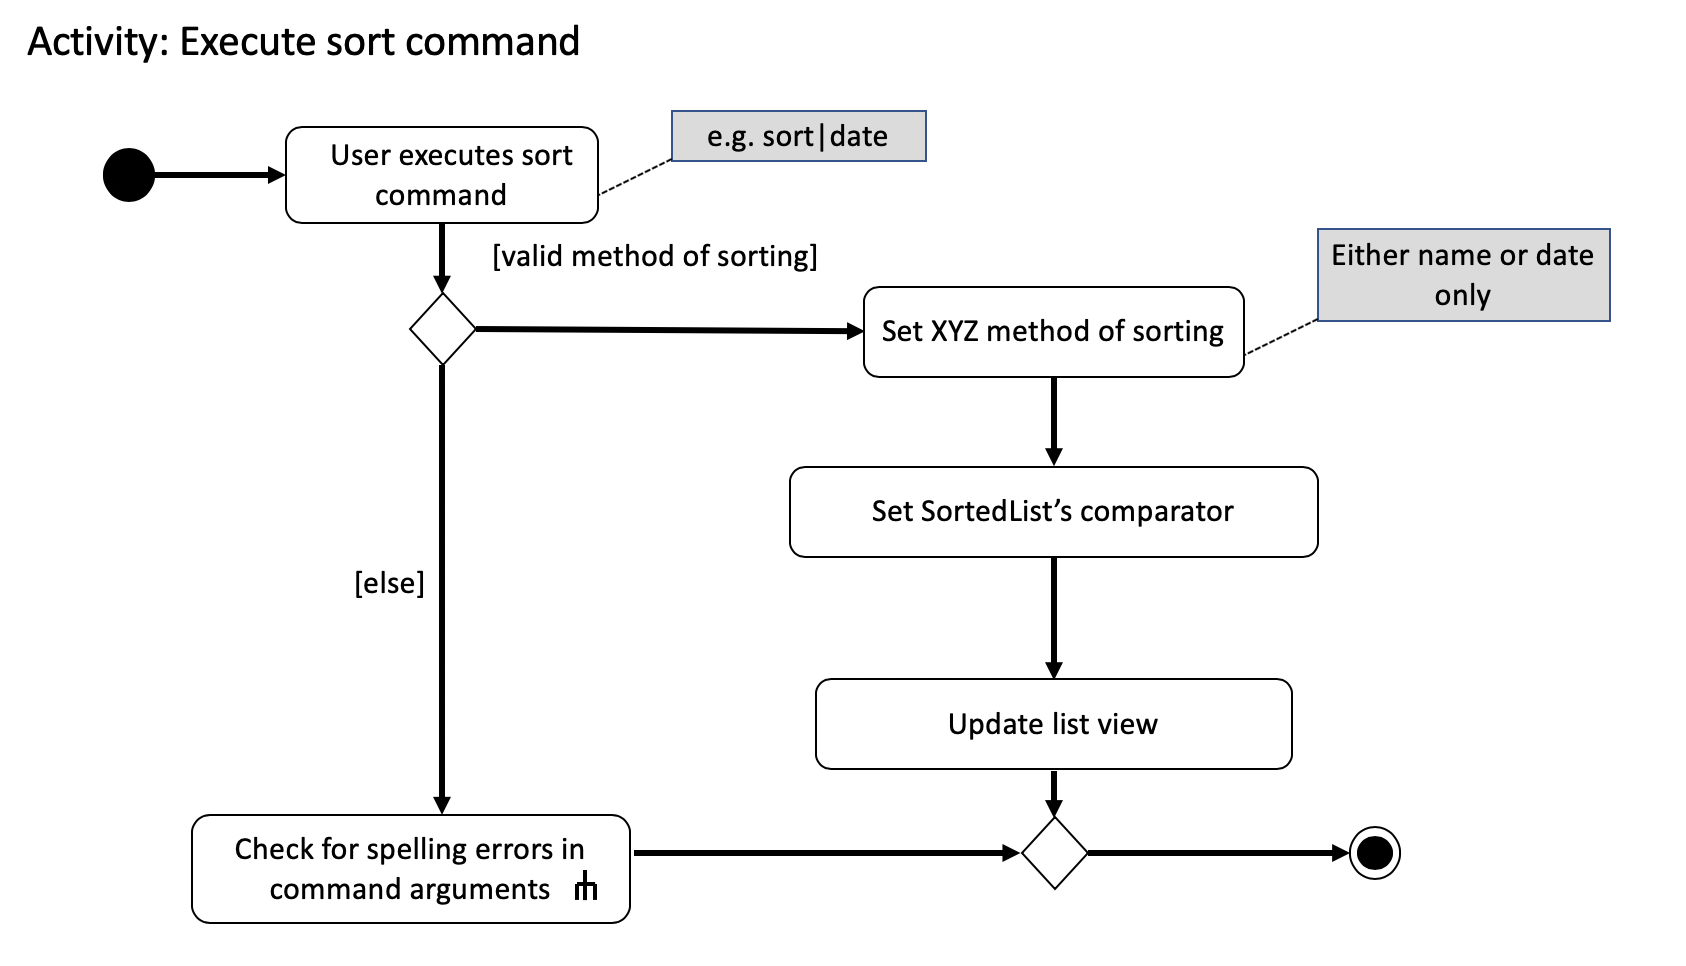 Activity: Execute sort command
User executes sort
command
e.g. sort|date
[valid method of sorting]
Either name or date
only
Set XYZ method of sorting
Set SortedList’s comparator
[else]
Update list view
Check for spelling errors in
command arguments